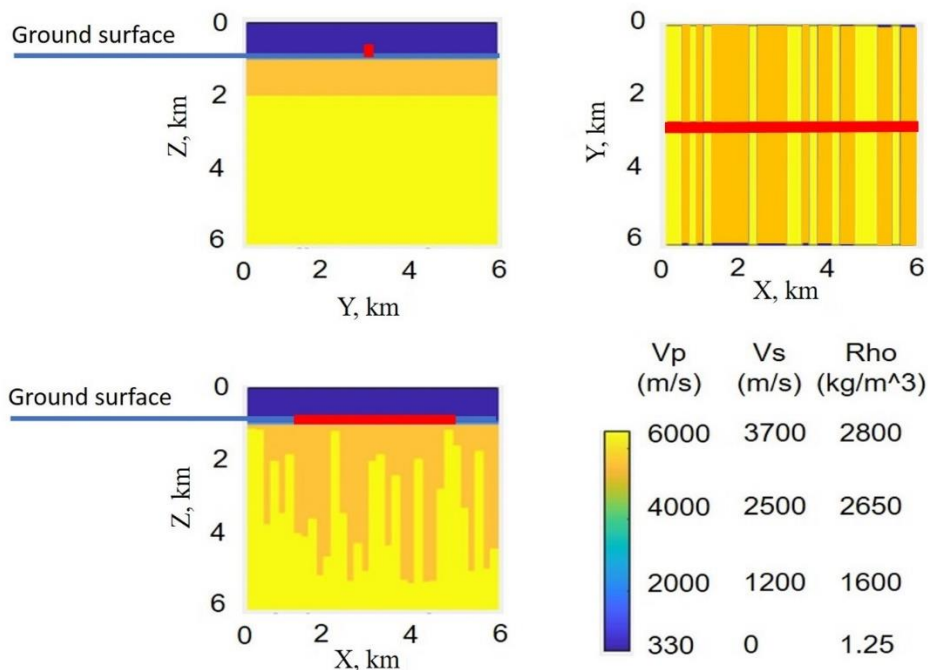 Ground surface
0
2
4
6
Z, km
0 2 4 6
Y, km
0
2
4
6
Y, km
0 2 4 6
X, km
Ground surface
0
2
4
6
Z, km
0 2 4 6
X, km
Vp Vs Rho
(m/s) (m/s) (kg/m^3)
6000 3700 2800
4000 2500 2650
2000 1200 1600
330 0 1.25